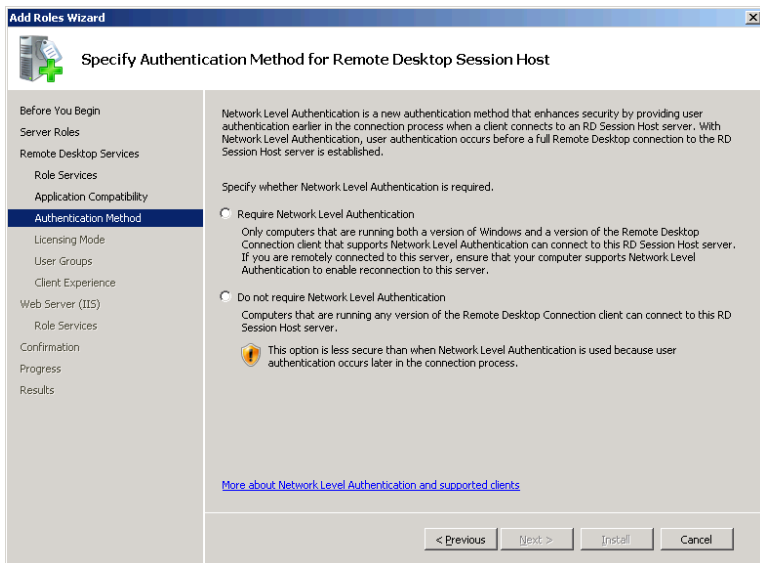 Add Roles Wizard
Specify Authentication Method for Remote Desktop Session Host
Before You Begin
Server Roles
Remote Desktop Services
Role Services
Application Compatibility
Authentication Method
Licensing Mode
User Groups
Client Experience
Web Server (IIS)
Role Services
Confirmation
Progress
Results
Network Level Authentication is a new authentication method that enhances security by providing user
authentication earlier in the connection process when a client connects to an RD Session Host server. With
Network Level Authentication, user authentication occurs before a full Remote Desktop connection to the RD
Session Host server is established.
Specify whether Network Level Authentication is required.
Require Network Level Authentication
Only computers that are running both a version of Windows and a version of the Remote Desktop
Connection client that supports Network Level Authentication can connect to this RD Session Host server.
If you are remotely connected to this server, ensure that your computer supports Network Level
Authentication to enable reconnection to this server.
Do not require Network Level Authentication
Computers that are running any version of the Remote Desktop Connection client can connect to this RD
Session Host server.
This option is less secure than when Network Level Authentication is used because user
authentication occurs later in the connection process.
More about Network Level Authentication and supported clients
< Previous
Next >
Install
Cancel